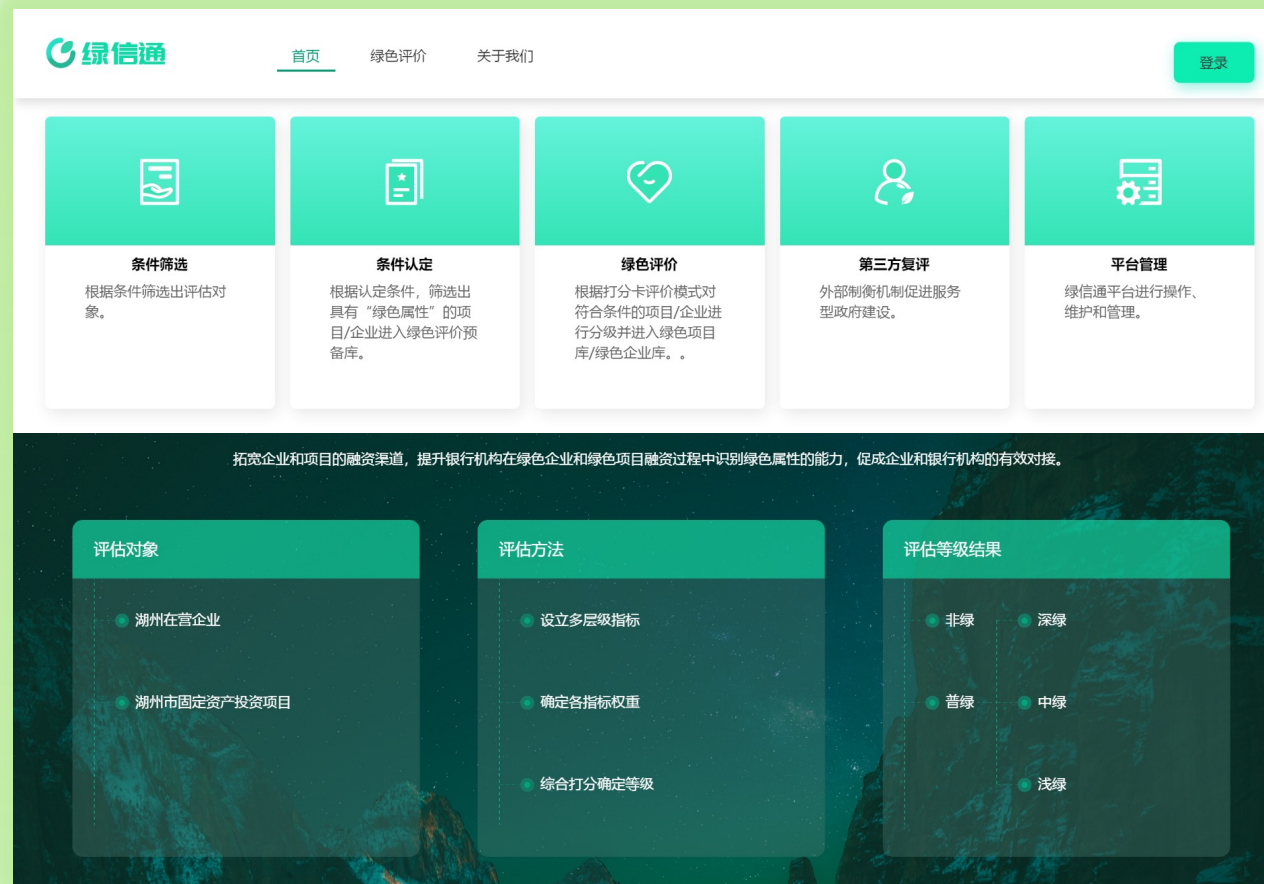 绿信通
首页
绿色评价
关于我们
登录
条件筛选
根据条件筛选出评估对
象。
条件认定
根据认定条件，筛选出
具有“绿色属性”的项
目/企业进入绿色评价预
备库。
绿色评价
根据打分卡评价模式对
符合条件的项目/企业进
行分级并进入绿色项目
库/绿色企业库。。
第三方复评
外部制衡机制促进服务
型政府建设。
平台管理
绿信通平台进行操作、
维护和管理。
拓宽企业和项目的融资渠道，提升银行机构在绿色企业和绿色项目融资过程中识别绿色属性的能力，促成企业和银行机构的有效对接。
评估对象
湖州在营企业
湖州市固定资产投资项目
评估方法
设立多层级指标
确定各指标权重
综合打分确定等级
评估等级结果
非绿
深绿
普绿
中绿
浅绿